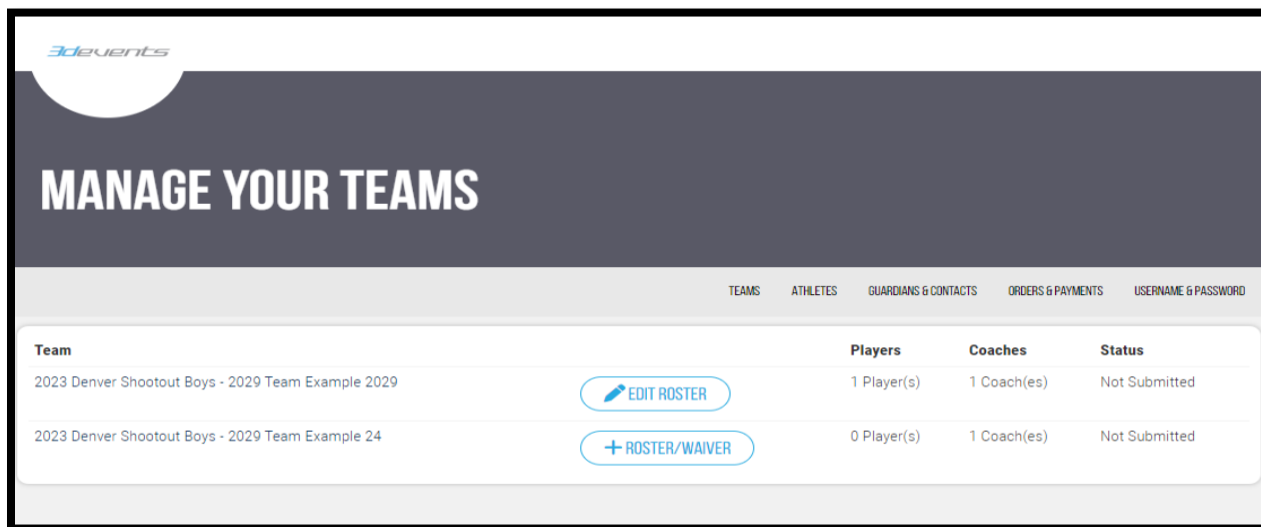 3devents
MANAGE YOUR TEAMS
TEAMS ATHLETES GUARDIANS & CONTACTS ORDERS & PAYMENTS USERNAME & PASSWORD
Team Players Coaches Status
2023 Denver Shootout Boys - 2029 Team Example 2029 EDIT ROSTER 1 Player(s) 1 Coach(es) Not Submitted
2023 Denver Shootout Boys - 2029 Team Example 24 + ROSTER/WAIVER 0 Player(s) 1 Coach(es) Not Submitted